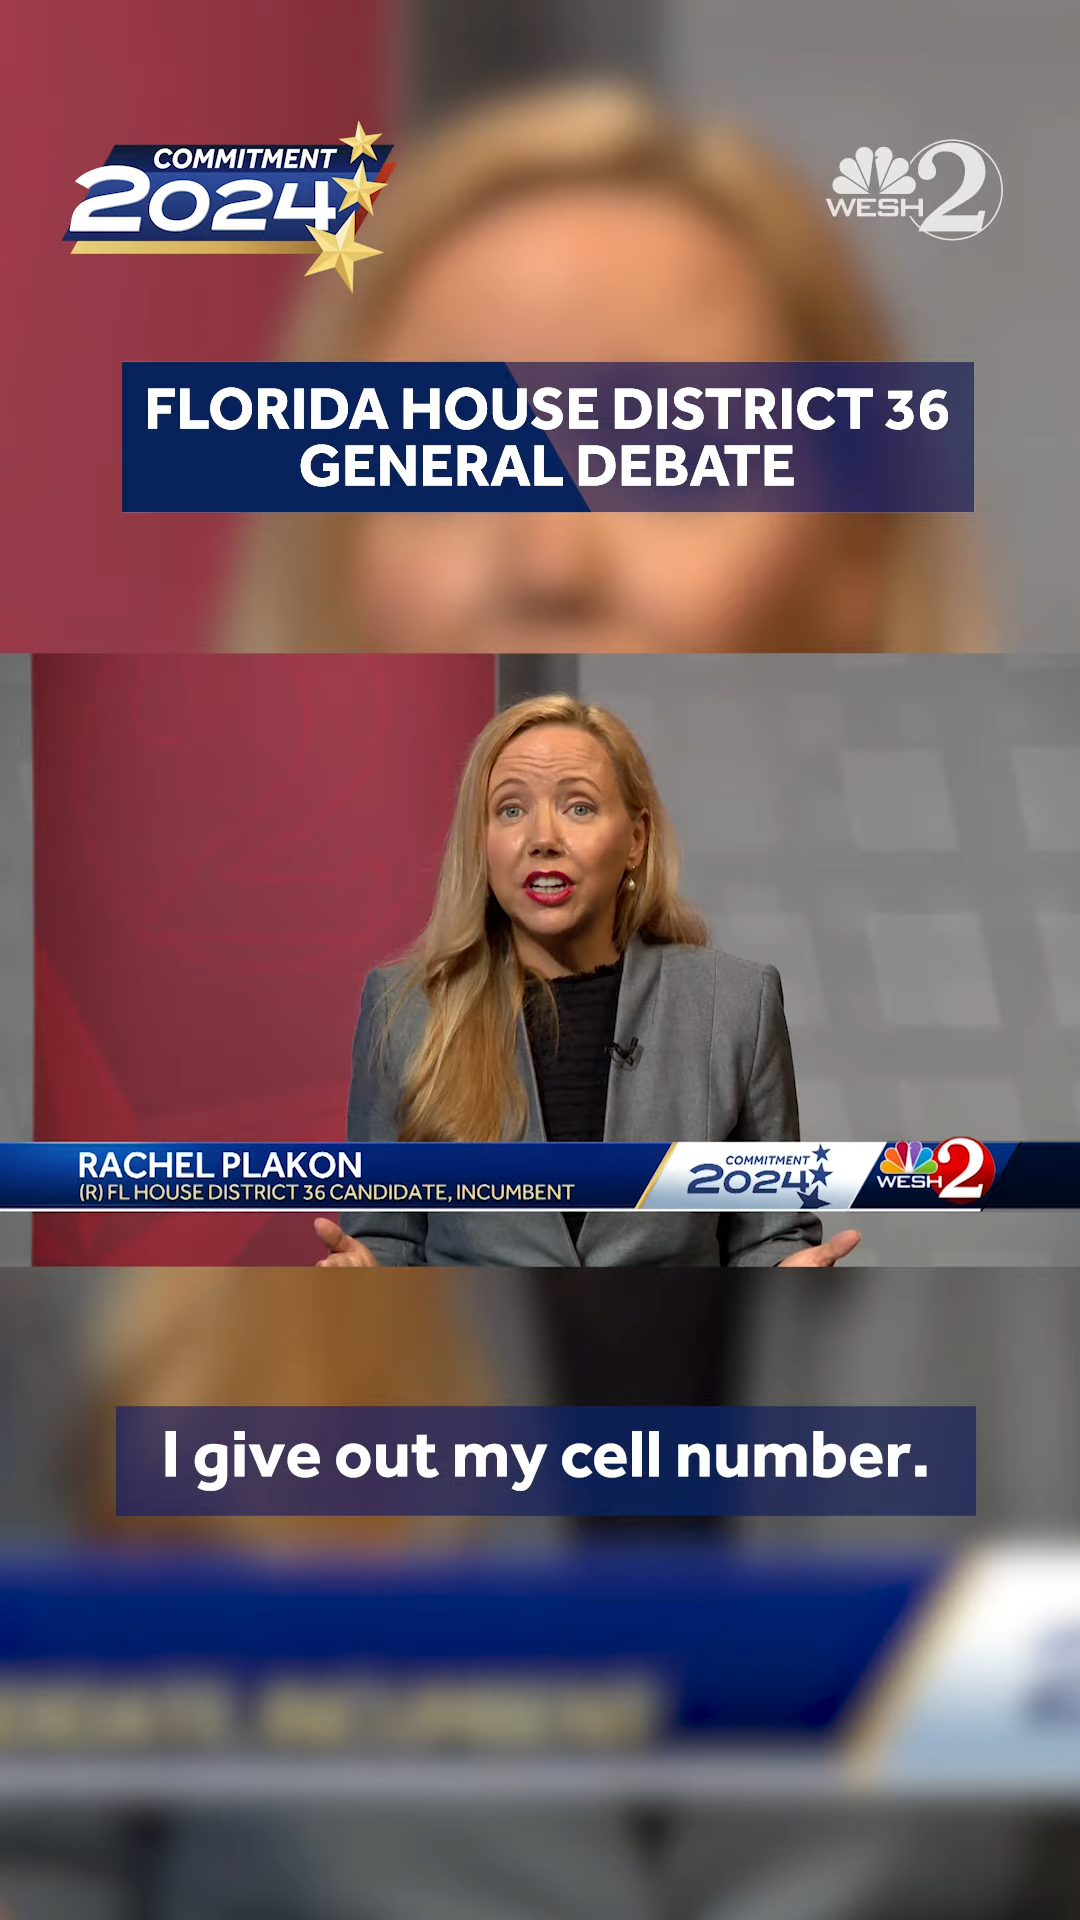 COMMITMENT
2024
WESH 2
FLORIDA HOUSE DISTRICT 36
GENERAL DEBATE
RACHEL PLAKON
(R) FL HOUSE DISTRICT 36 CANDIDATE, INCUMBENT
COMMITMENT
2024
WESH 2
I give out my cell number.